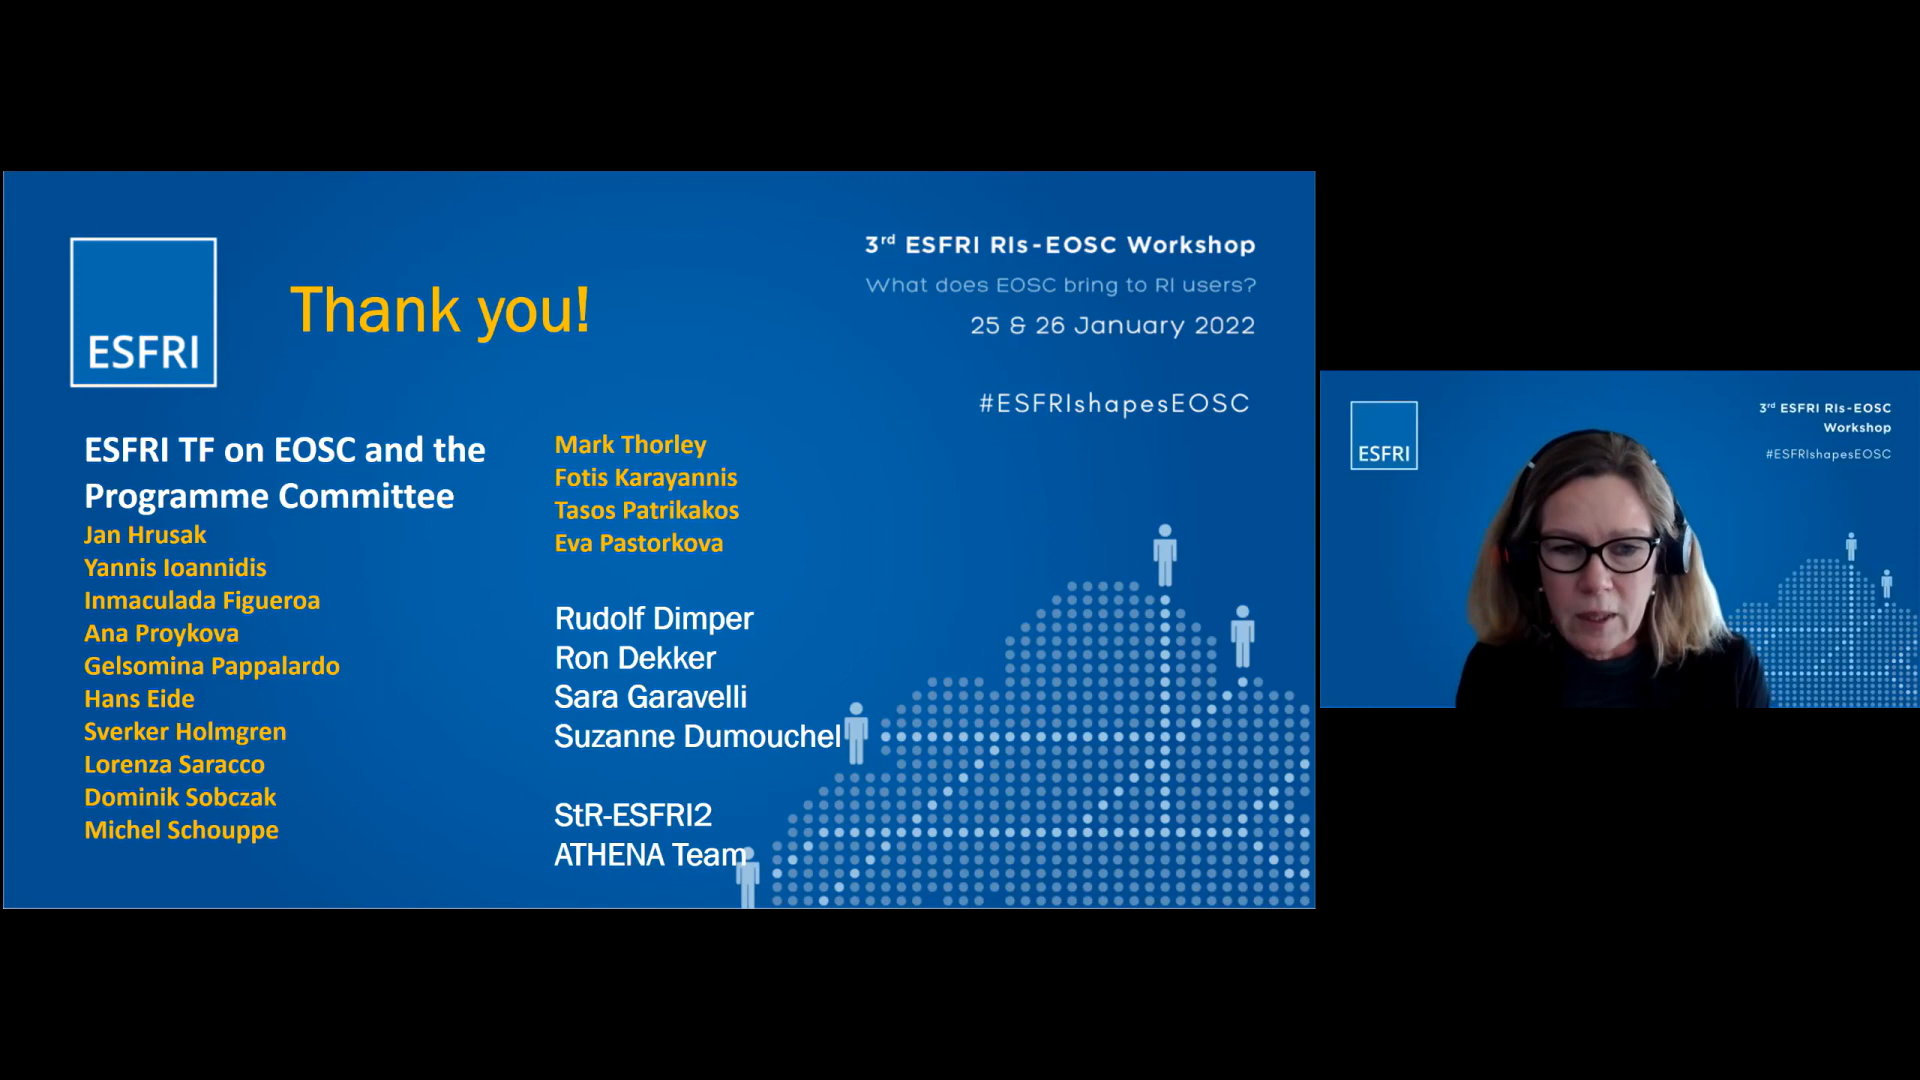 ESFRI
Thank you!
3rd ESFRI RIs-EOSC Workshop
What does EOSC bring to RI users?
25 & 26 January 2022
#ESFRIshapesEOSC
ESFRI TF on EOSC and the
Programme Committee
Jan Hrusak
Yannis Ioannidis
Inmaculada Figueroa
Ana Proykova
Gelsomina Pappalardo
Hans Eide
Sverker Holmgren
Lorenza Saracco
Dominik Sobczak
Michel Schouppe
Mark Thorley
Fotis Karayannis
Tasos Patrikakos
Eva Pastorkova
Rudolf Dimper
Ron Dekker
Sara Garavelli
Suzanne Dumouchel
StR-ESFRI2
ATHENA Team
ESFRI
3rd ESFRI RIs-EOSC
Workshop
#ESFRIshapesEOSC